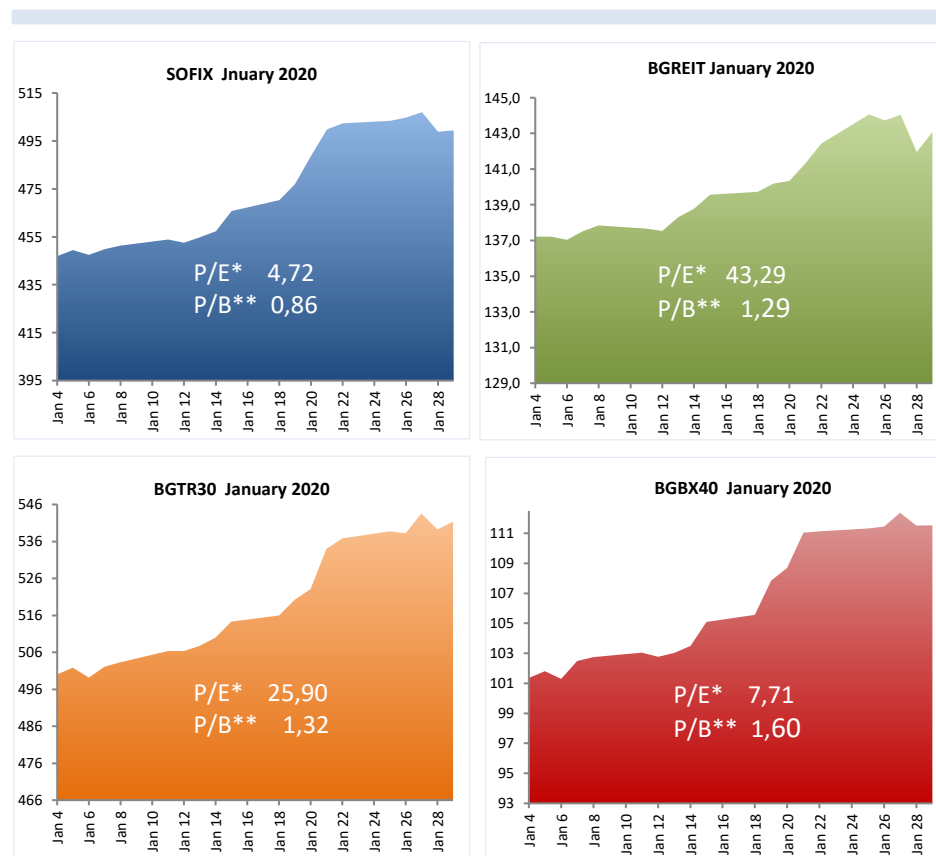 SOFIX Jnuary 2020
515
495
475
455
435
415
395
P/E* 4,72
P/B** 0,86
Jan 4
Jan 6
Jan 8
Jan 10
Jan 12
Jan 14
Jan 16
Jan 18
Jan 20
Jan 22
Jan 24
Jan 26
Jan 28
BGREIT January 2020
145,0
143,0
141,0
139,0
137,0
135,0
133,0
131,0
129,0
P/E* 43,29
P/B** 1,29
Jan 4
Jan 6
Jan 8
Jan 10
Jan 12
Jan 14
Jan 16
Jan 18
Jan 20
Jan 22
Jan 24
Jan 26
Jan 28
BGTR30 January 2020
546
536
526
516
506
496
486
476
466
P/E* 25,90
P/B** 1,32
Jan 4
Jan 6
Jan 8
Jan 10
Jan 12
Jan 14
Jan 16
Jan 18
Jan 20
Jan 22
Jan 24
Jan 26
Jan 28
BGBX40 January 2020
111
109
107
105
103
101
99
97
95
93
P/E* 7,71
P/B** 1,60
Jan 4
Jan 6
Jan 8
Jan 10
Jan 12
Jan 14
Jan 16
Jan 18
Jan 20
Jan 22
Jan 24
Jan 26
Jan 28